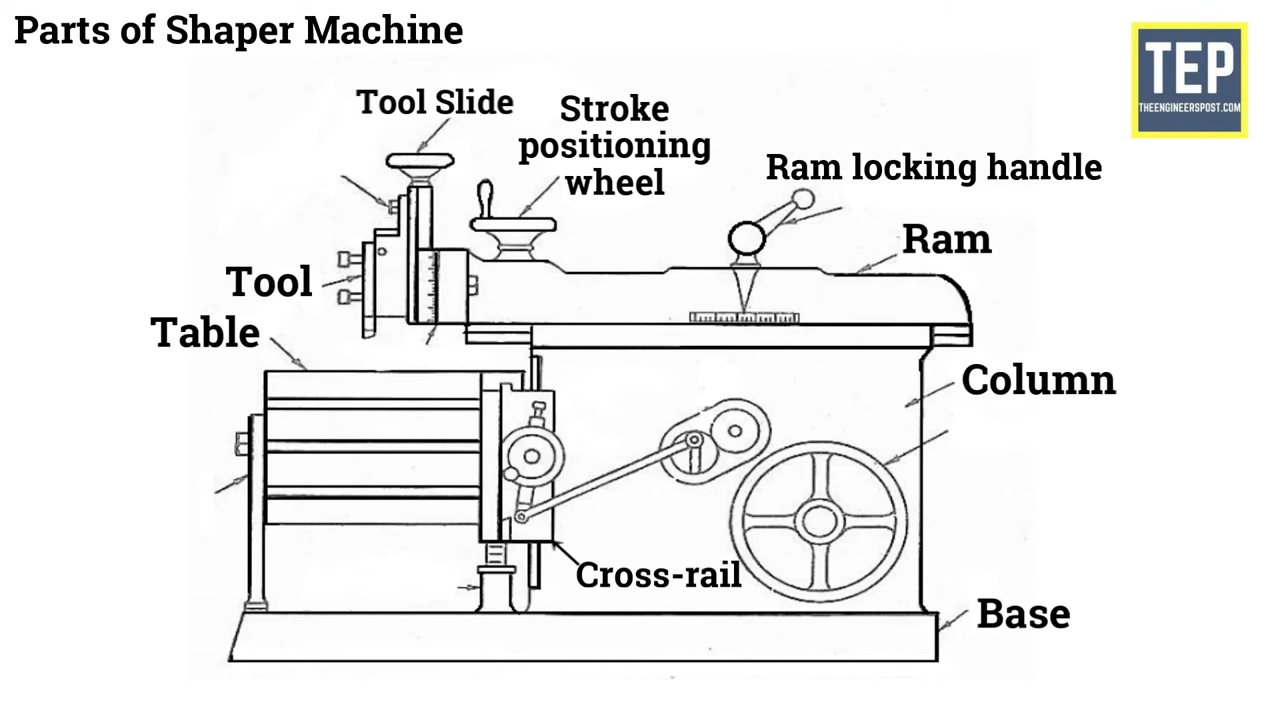 Parts of Shaper Machine
TEP
THEENGINEERSPOST.COM
Tool Slide
Stroke
positioning
wheel
Ram locking handle
Ram
Tool
Table
Column
Cross-rail
Base